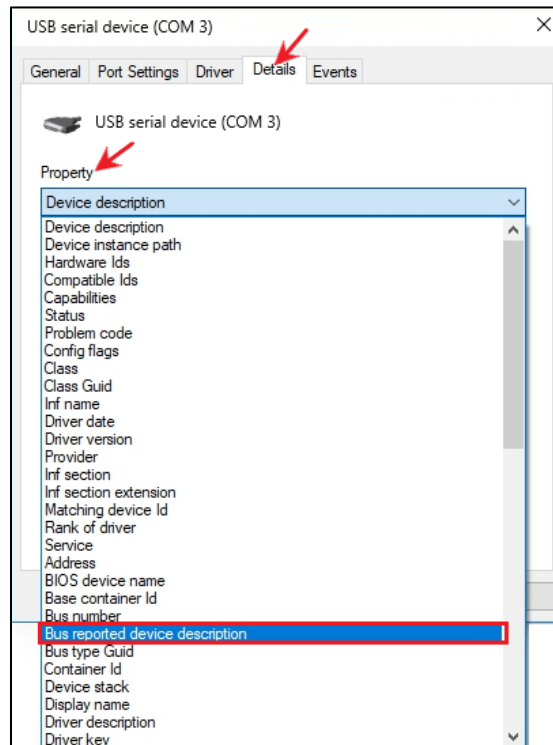 USB serial device (COM 3)
General Port Settings Driver Details Events
USB serial device (COM 3)
Property
Device description
Device description
Device instance path
Hardware Ids
Compatible Ids
Capabilities
Status
Problem code
Config flags
Class
Class Guid
Inf name
Driver date
Driver version
Provider
Inf section
Inf section extension
Matching device Id
Rank of driver
Service
Address
BIOS device name
Base container Id
Bus number
Bus reported device description
Bus type Guid
Container Id
Device stack
Display name
Driver description
Driver key